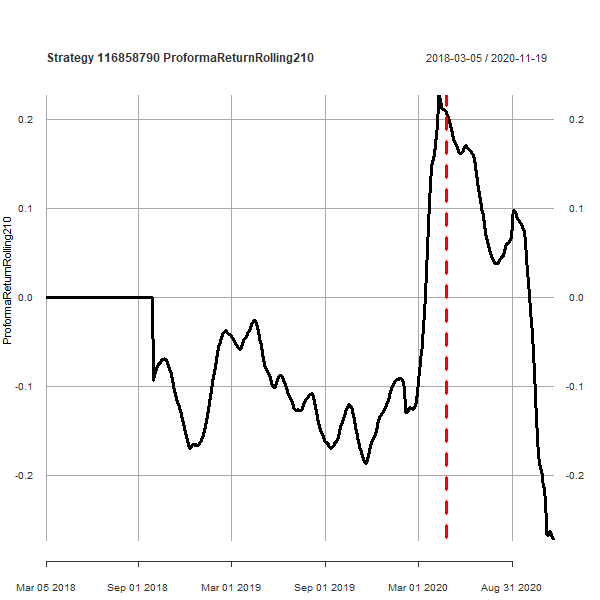 Strategy 116858790 ProformaReturnRolling210
2018-03-05 / 2020-11-19
ProformaReturnRolling210
0.2
0.2
0.1
0.1
0.0
0.0
-0.1
-0.1
-0.2
-0.2
Mar 05 2018
Sep 01 2018
Mar 01 2019
Sep 01 2019
Mar 01 2020
Aug 31 2020